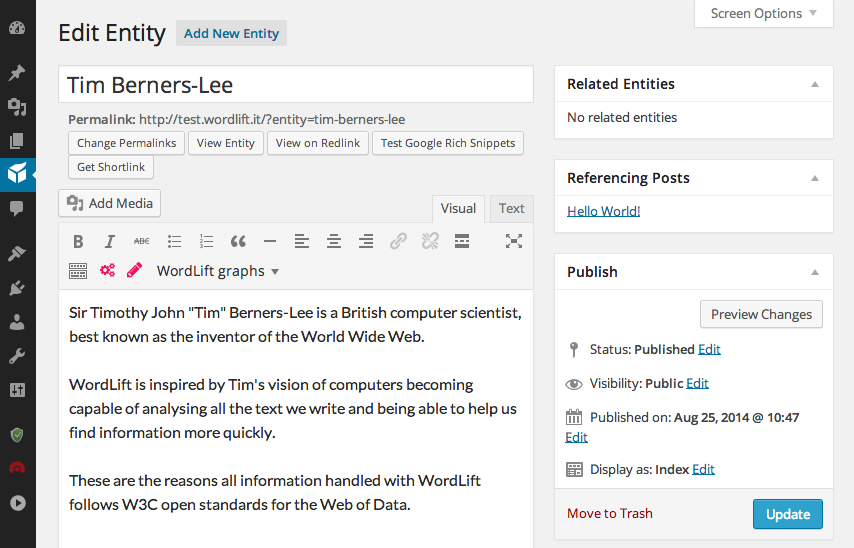 Screen Options
Edit Entity Add New Entity
Tim Berners-Lee
Permalink: http://test.wordlift.it/?entity=tim-berners-lee
Change Permalinks View Entity View on Redlink Test Google Rich Snippets
Get Shortlink
Add Media
Visual Text
B I ABC
WordLift graphs
Sir Timothy John "Tim" Berners-Lee is a British computer scientist,
best known as the inventor of the World Wide Web.
WordLift is inspired by Tim's vision of computers becoming
capable of analysing all the text we write and being able to help us
find information more quickly.
These are the reasons all information handled with WordLift
follows W3C open standards for the Web of Data.
Related Entities
No related entities
Referencing Posts
Hello World!
Publish
Preview Changes
Status: Published Edit
Visibility: Public Edit
Published on: Aug 25, 2014 @ 10:47
Edit
Display as: Index Edit
Move to Trash Update